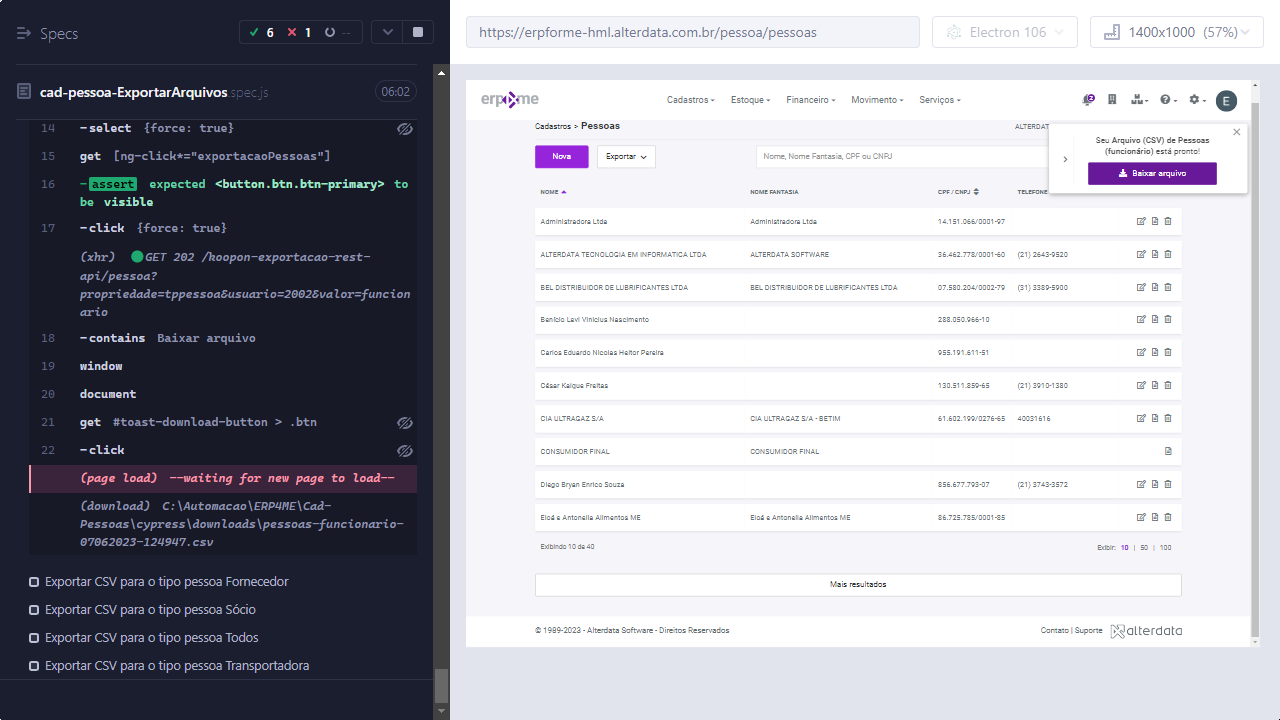 Specs
6 1 --
https://erpforme-hml.alterdata.com.br/pessoa/pessoas
Electron 106
1400x1000 (57%)
cad-pessoa-ExportarArquivos.spec.js
06:02
14 -select {force: true}
15 get [ng-click*="exportacaoPessoas"]
16 -assert expected <button.btn.btn-primary> to
be visible
17 -click {force: true}
(xhr) GET 202 /koopon-exportacao-rest-
api/pessoa?
propriedade=tppessoa&usuario=2002&valor=funcion
ario
18 -contains Baixar arquivo
19 window
20 document
21 get #toast-download-button > .btn
22 -click
(page load) --waiting for new page to load--
(download) C:\Automacao\ERP4ME\Cad-
Pessoas\cypress\downloads\pessoas-funcionario-
07062023-124947.csv
Exportar CSV para o tipo pessoa Fornecedor
Exportar CSV para o tipo pessoa Sócio
Exportar CSV para o tipo pessoa Todos
Exportar CSV para o tipo pessoa Transportadora
erp4me
Cadastros Estoque Financeiro Movimento Serviços
2
E
Cadastros > Pessoas
ALTERDAT
Seu Arquivo (CSV) de Pessoas
(funcionário) está pronto!
Baixar arquivo
Nova Exportar Nome, Nome Fantasia, CPF ou CNPJ
NOME NOME FANTASIA CPF / CNPJ TELEFONE
Administradora Ltda Administradora Ltda 14.151.066/0001-97
ALTERDATA TECNOLOGIA EM INFORMATICA LTDA ALTERDATA SOFTWARE 36.462.778/0001-60 (21) 2643-9520
BEL DISTRIBUIDOR DE LUBRIFICANTES LTDA BEL DISTRIBUIDOR DE LUBRIFICANTES LTDA 07.580.204/0002-79 (31) 3389-5900
Benício Levi Vinicius Nascimento 288.050.966-10
Carlos Eduardo Nicolas Heitor Pereira 955.191.611-51
César Kaique Freitas 130.511.859-65 (21) 3910-1380
CIA ULTRAGAZ S/A CIA ULTRAGAZ S/A - BETIM 61.602.199/0276-65 40031616
CONSUMIDOR FINAL CONSUMIDOR FINAL
Diego Bryan Enrico Souza 856.677.793-07 (21) 3743-3572
Eloá e Antonella Alimentos ME Eloá e Antonella Alimentos ME 86.725.785/0001-85
Exibindo 10 de 40
Exibir: 10 | 50 | 100
Mais resultados
© 1989-2023 - Alterdata Software - Direitos Reservados
Contato | Suporte alterdata